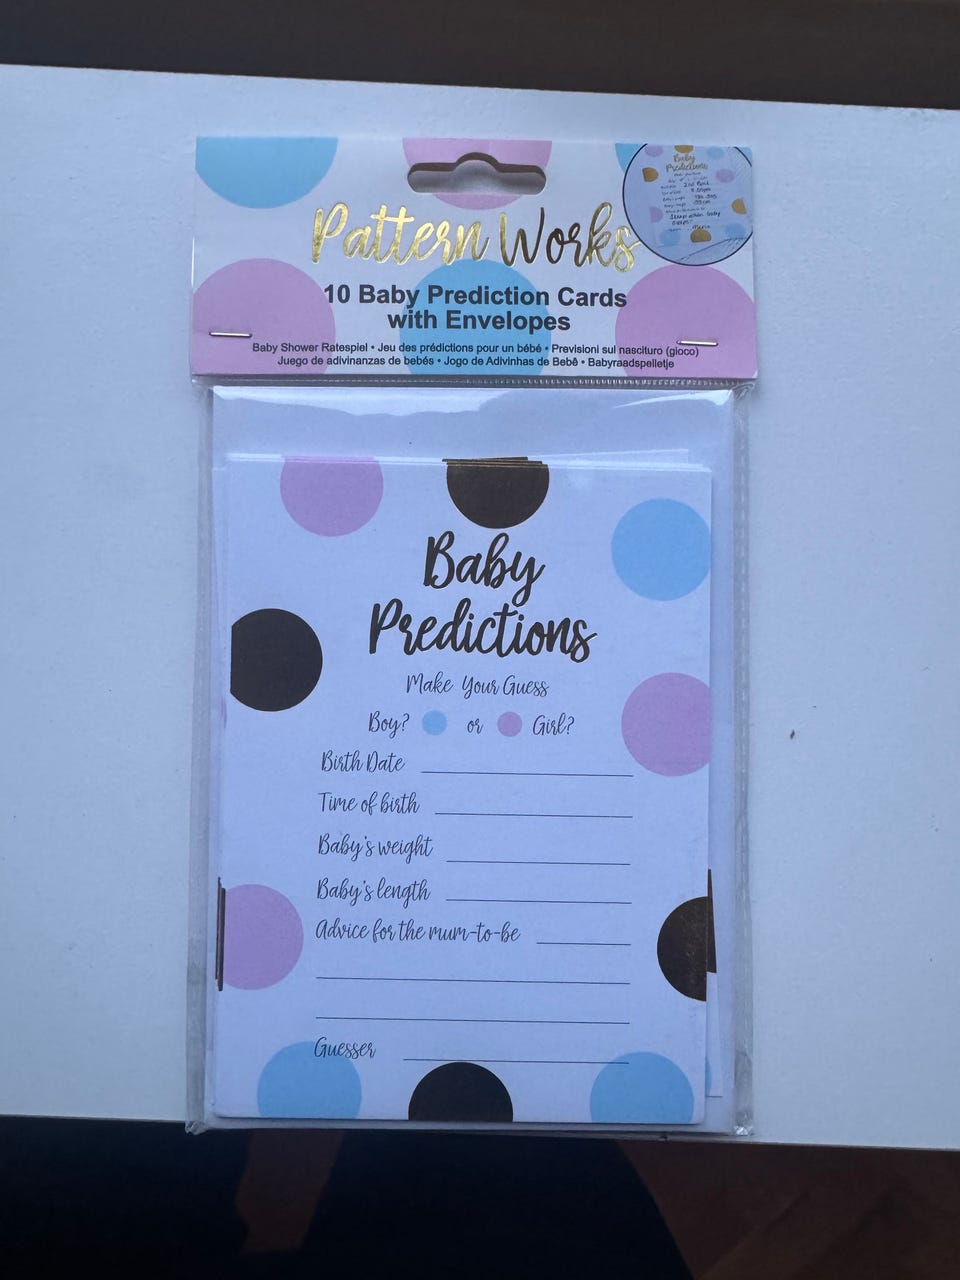 Pattern Works
10 Baby Prediction Cards
with Envelopes
Baby Shower Ratespiel • Jeu des prédictions pour un bébé • Previsioni sul nascituro (gioco)
Juego de adivinanzas de bebés • Jogo de Adivinhas de Bebê • Babyraadspelletje
Baby
Predictions
Baby
Predictions
Make Your Guess
Boy? or Girl?
Birth Date
Time of birth
Baby's weight
Baby's length
Advice for the mum-to-be
Guesser